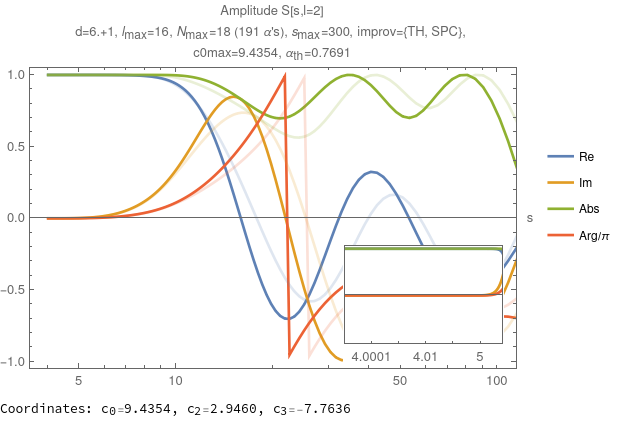 Amplitude S[s,l=2]
d=6.+1, lmax=16, Nmax=18 (191 α's), smax=300, improv={TH, SPC},
c0max=9.4354, αth=0.7691
1.0
0.5
0.0
-0.5
-1.0
5
10
50
100
s
4.0001
4.01
5
Re
Im
Abs
Arg/π
Coordinates: c0=9.4354, c2=2.9460, c3=-7.7636